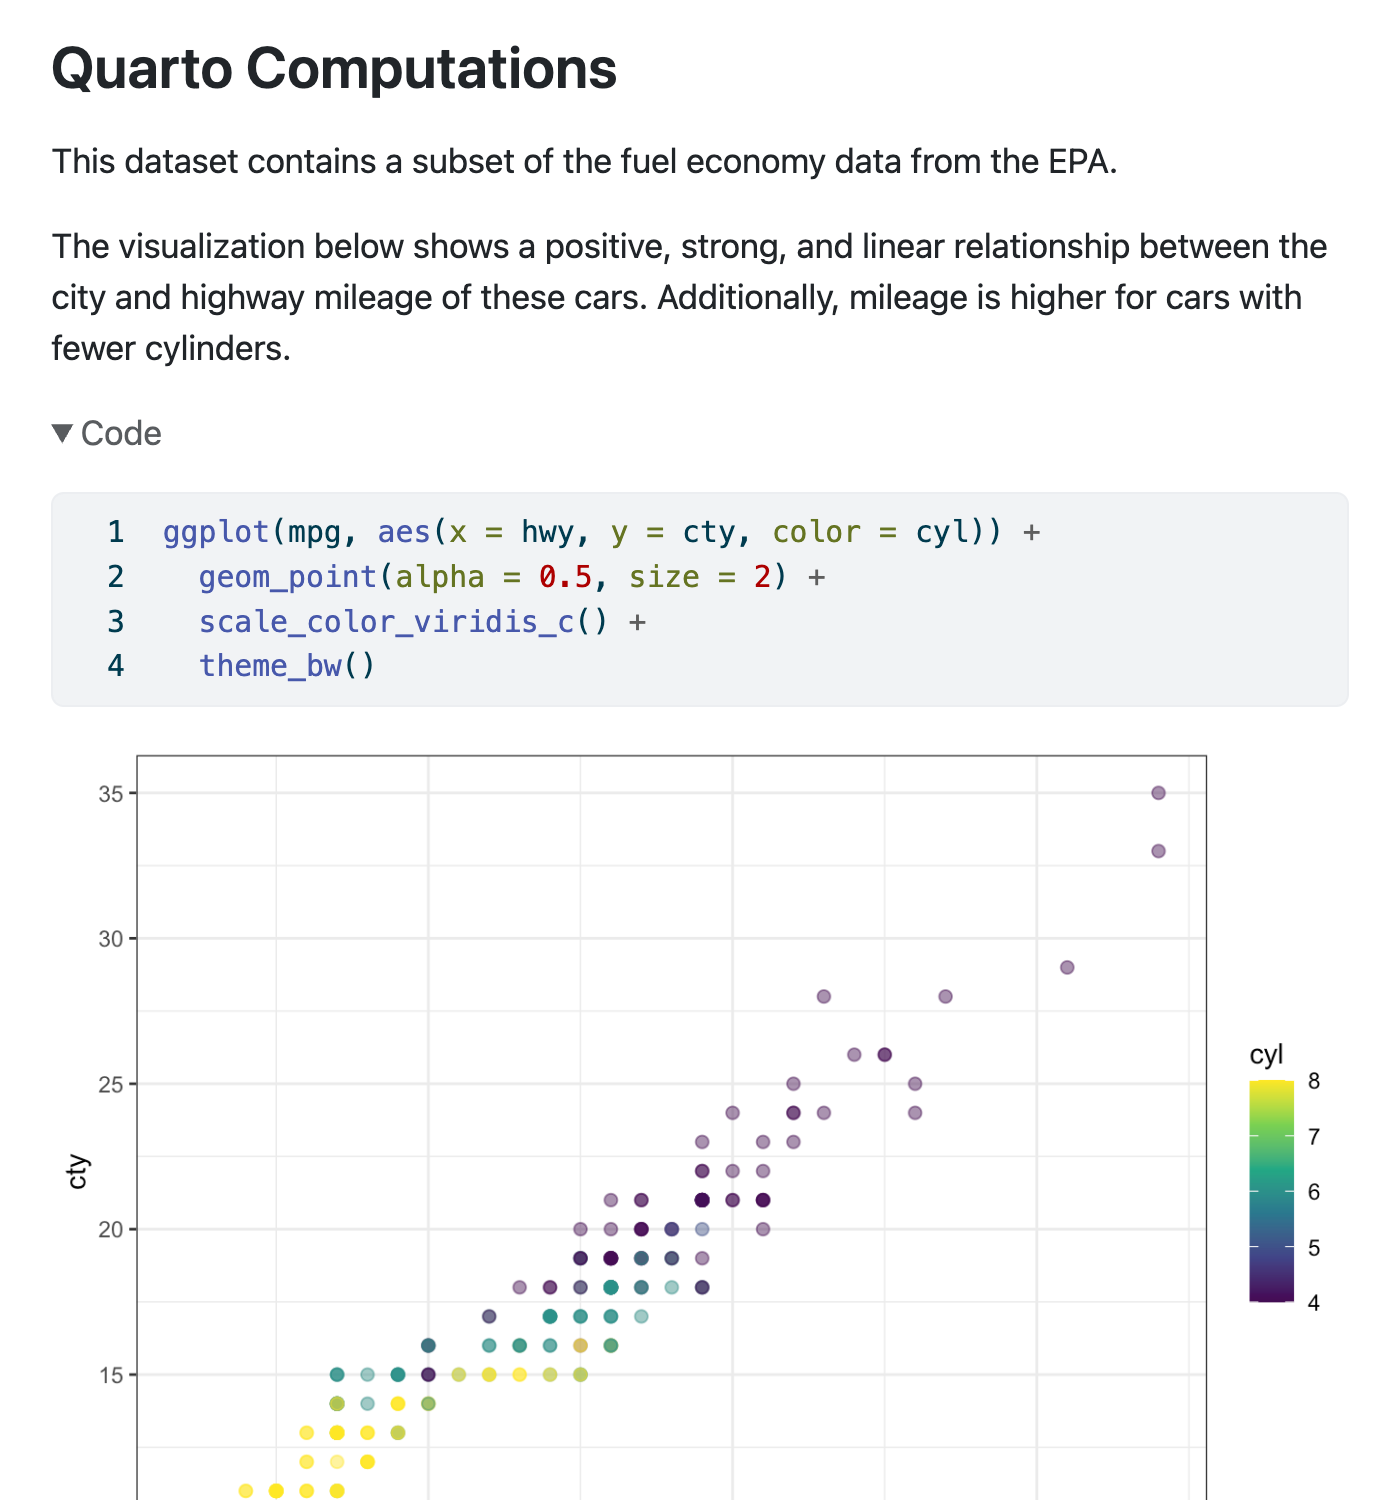 Quarto Computations
This dataset contains a subset of the fuel economy data from the EPA.
The visualization below shows a positive, strong, and linear relationship between the
city and highway mileage of these cars. Additionally, mileage is higher for cars with
fewer cylinders.
▼ Code
1 ggplot(mpg, aes(x = hwy, y = cty, color = cyl)) +
2   geom_point(alpha = 0.5, size = 2) +
3   scale_color_viridis_c() +
4   theme_bw()
35
30
25
20
15
cty
cyl
8
7
6
5
4